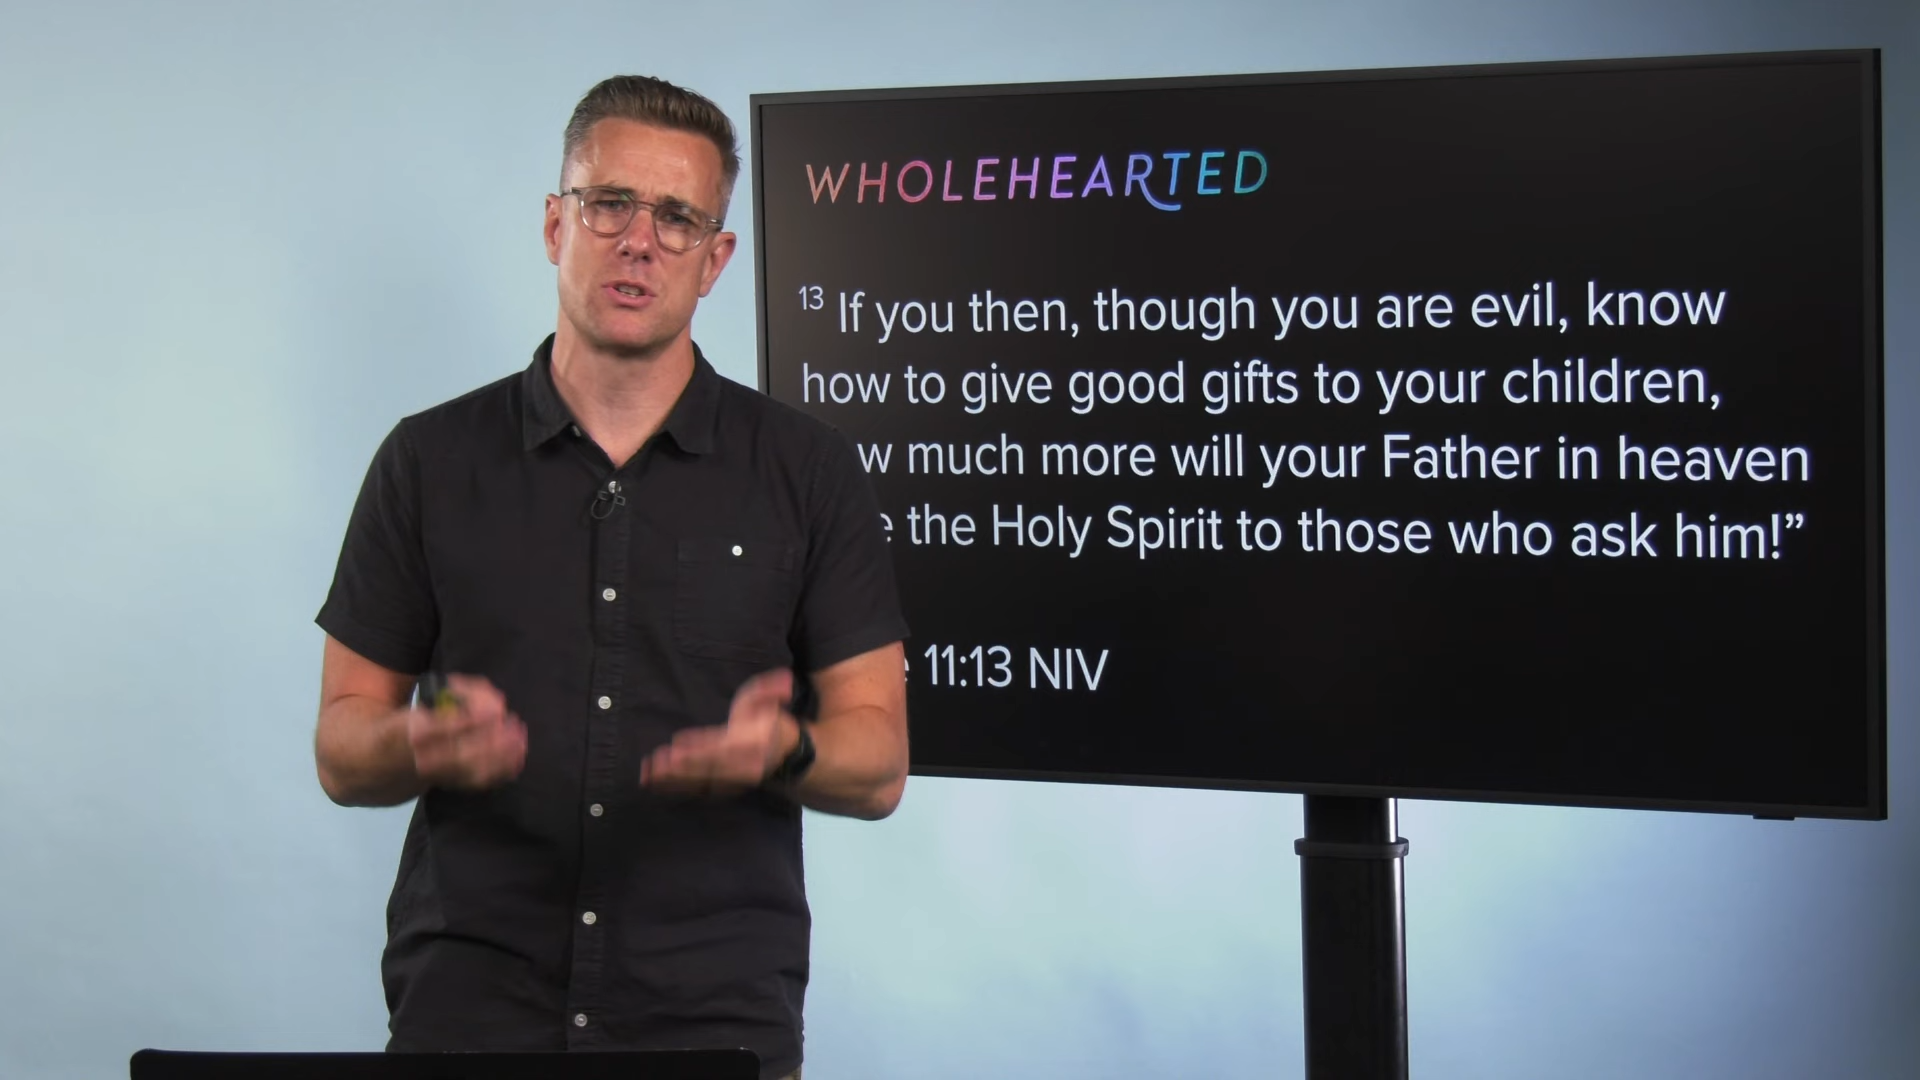 WHOLEHEARTED
13 If you then, though you are evil, know
how to give good gifts to your children,
much more will your Father in heaven
the Holy Spirit to those who ask him!”
11:13 NIV